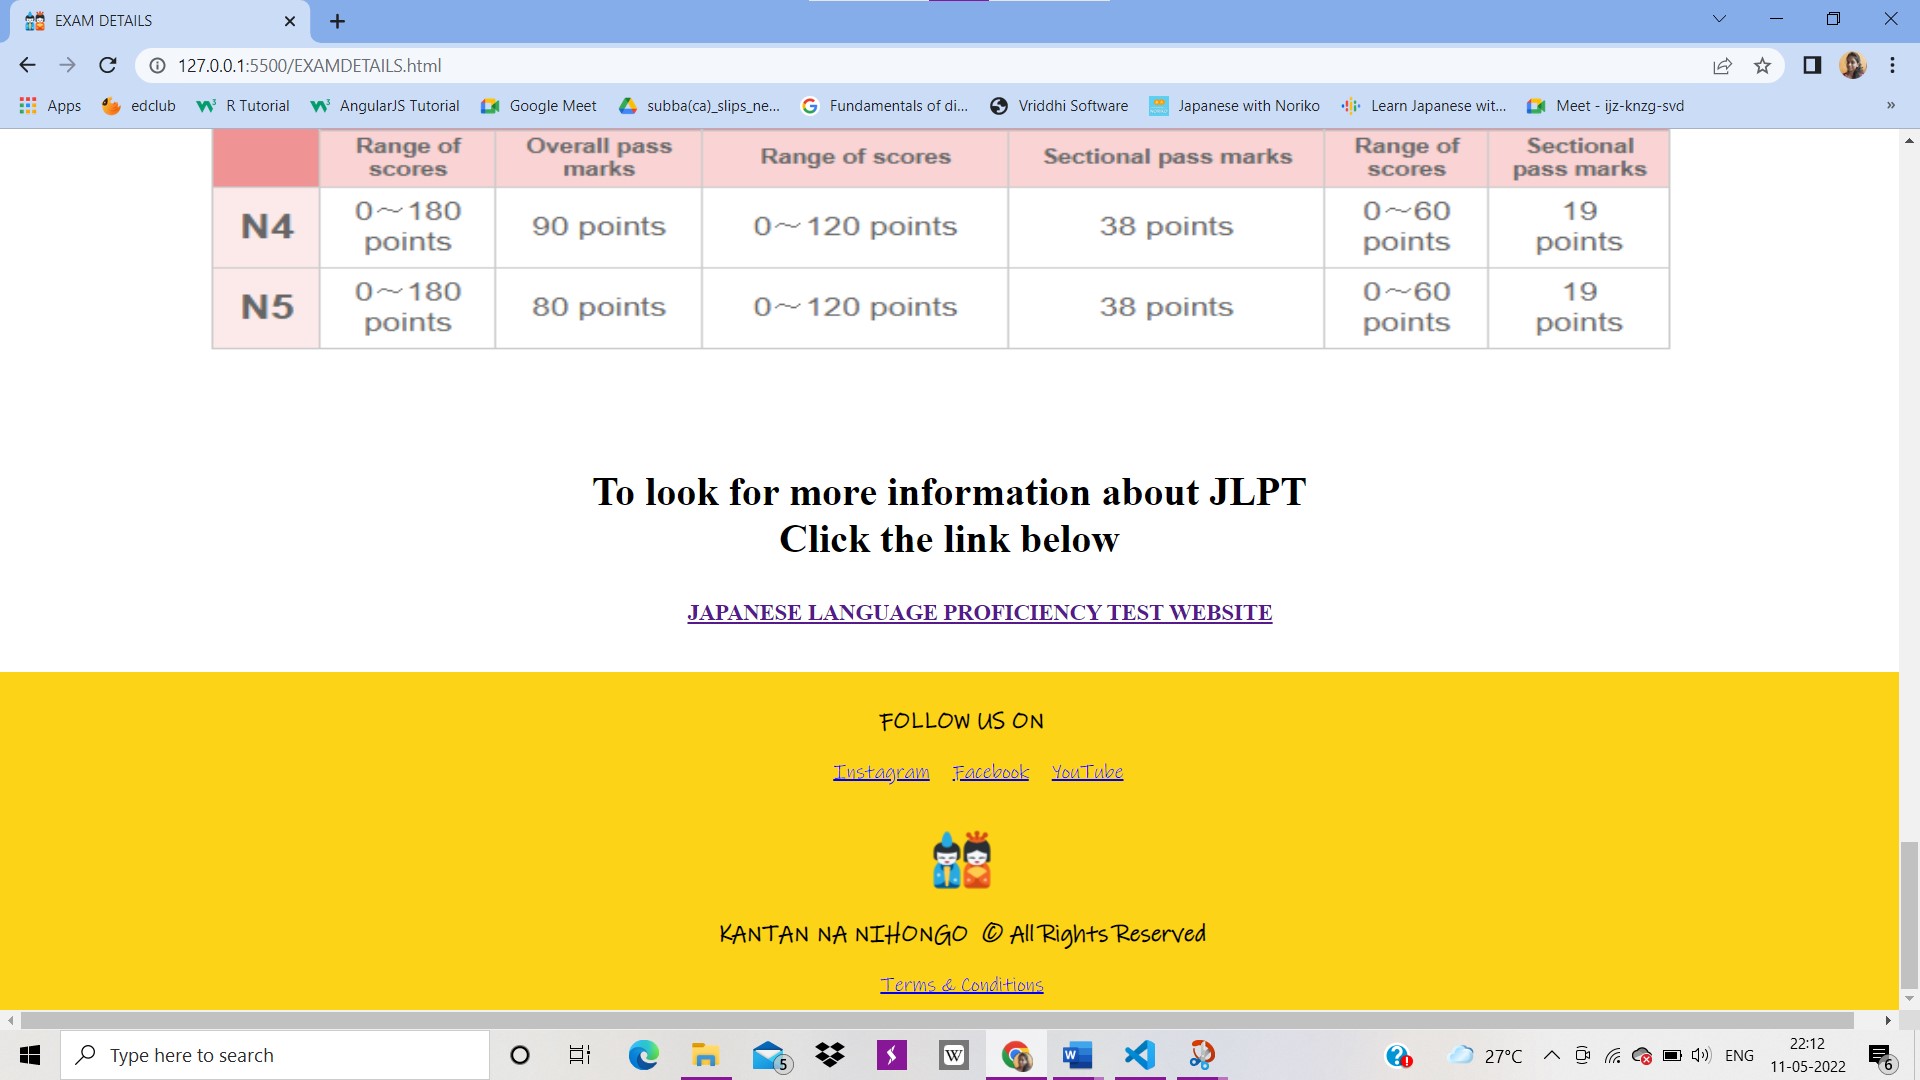 EXAM DETAILS
127.0.0.1:5500/EXAMDETAILS.html
Apps edclub R Tutorial AngularJS Tutorial Google Meet subba(ca)_slips_ne... Fundamentals of di... Vriddhi Software Japanese with Noriko Learn Japanese wit... Meet - ijz-knzg-svd »
Range of scores Overall pass marks Range of scores Sectional pass marks Range of scores Sectional pass marks
N4 0～180 points 90 points 0～120 points 38 points 0～60 points 19 points
N5 0～180 points 80 points 0～120 points 38 points 0～60 points 19 points
To look for more information about JLPT
Click the link below
JAPANESE LANGUAGE PROFICIENCY TEST WEBSITE
FOLLOW US ON
Instagram Facebook YouTube
KANTAN NA NIHONGO © All Rights Reserved
Terms & Conditions
Type here to search 5 W W 27°C ENG 22:12
11-05-2022 6